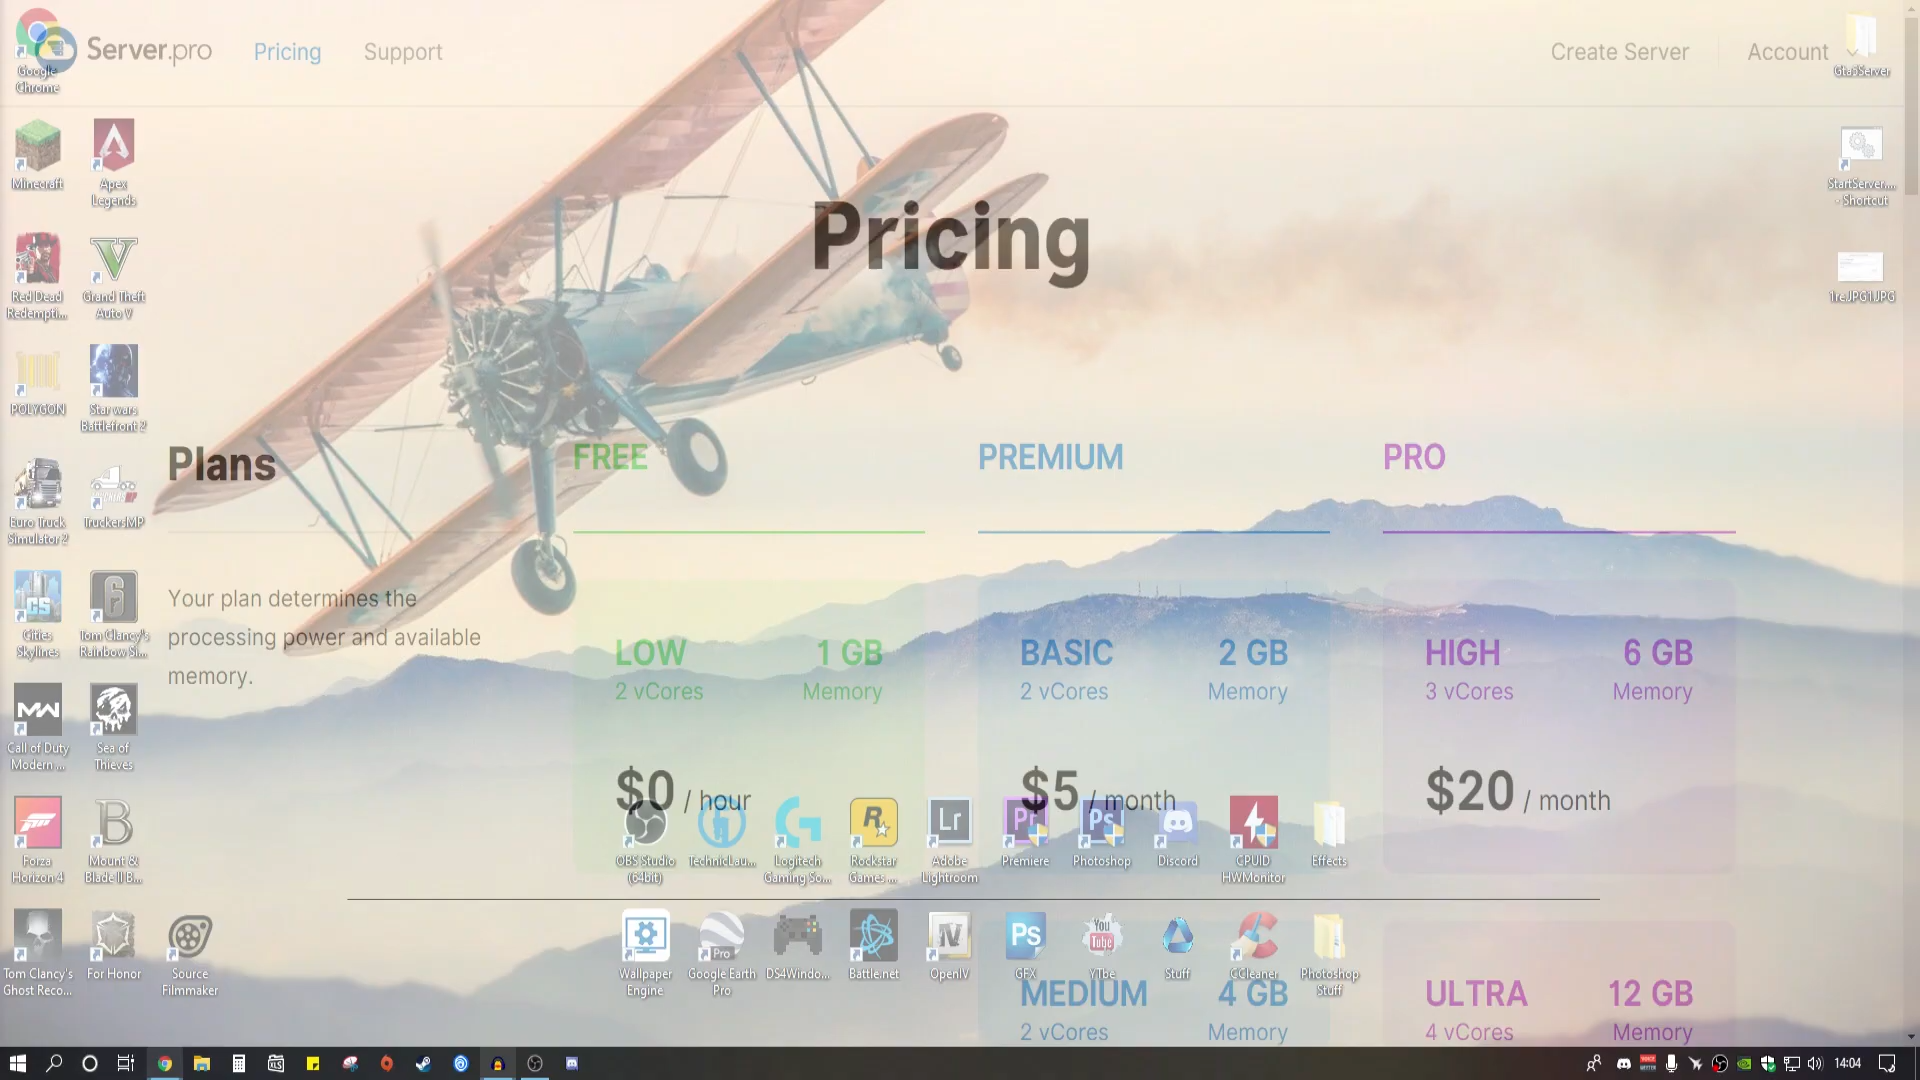 Server.pro
Pricing
Support
Create Server
Account
Google
Chrome
Gta5Server
Minecraft
Apex
Legends
StartServer....
- Shortcut
Pricing
Red Dead
Redempti...
Grand Theft
Auto V
1re.JPG1.JPG
POLYGON
Star wars
Battlefront 2
Plans
FREE
PREMIUM
PRO
Euro Truck
Simulator 2
TruckersMP
Your plan determines the
processing power and available
memory.
Cities
Skylines
Tom Clancy's
Rainbow Si...
LOW
1 GB
2 vCores
Memory
BASIC
2 GB
2 vCores
Memory
HIGH
6 GB
3 vCores
Memory
Call of Duty
Modern ...
Sea of
Thieves
$0 / hour
$5 / month
$20 / month
Forza
Horizon 4
Mount &
Blade II B...
OBS Studio
(64bit)
TechnicLau...
Logitech
Gaming So...
Rockstar
Games ...
Adobe
Lightroom
Premiere
Photoshop
Discord
CPUID
HWMonitor
Effects
Tom Clancy's
Ghost Reco...
For Honor
Source
Filmmaker
Wallpaper
Engine
Google Earth
Pro
DS4Windo...
Battle.net
OpenIV
GFX
YTbe
Stuff
CCleaner
Photoshop
Stuff
MEDIUM
4 GB
2 vCores
Memory
ULTRA
12 GB
4 vCores
Memory
14:04